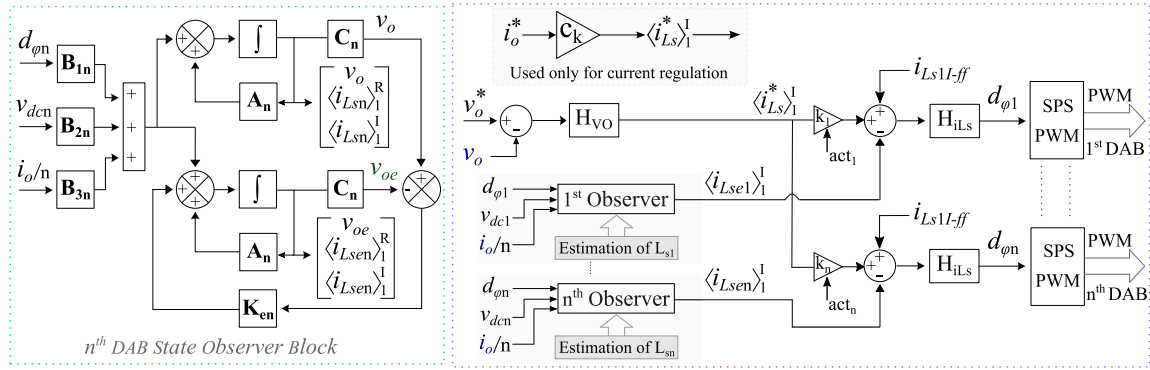 d_φn
B_1n
v_dcn
B_2n
i_o/n
B_3n
+
+
+
+
+
∫
C_n
v_o
A_n
v_o
⟨i_Lsn⟩_1^R
⟨i_Lsn⟩_1^I
+
+
+
∫
C_n
v_oe
-
+
A_n
v_oe
⟨i_Lsen⟩_1^R
⟨i_Lsen⟩_1^I
K_en
n^th DAB State Observer Block
i_o^*
c_k
⟨i_Ls^*⟩_1^I
Used only for current regulation
v_o^*
+
-
v_o
H_VO
⟨i_Ls^*⟩_1^I
k_1
act_1
i_Ls1I-ff
+
+
-
H_iLs
d_φ1
SPS
PWM
PWM
1^st DAB
d_φ1
v_dc1
i_o/n
1^st Observer
⟨i_Lse1⟩_1^I
Estimation of L_s1
d_φn
v_dcn
i_o/n
n^th Observer
⟨i_Lsen⟩_1^I
Estimation of L_sn
k_n
act_n
i_Ls1I-ff
+
+
-
H_iLs
d_φn
SPS
PWM
PWM
n^th DAB